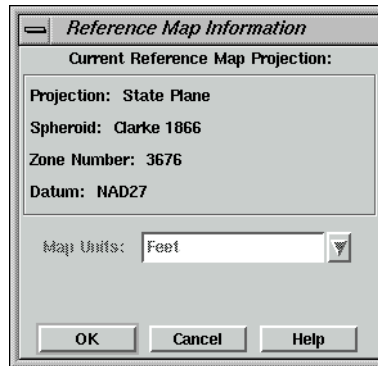 Reference Map Information
Current Reference Map Projection:
Projection: State Plane
Spheroid: Clarke 1866
Zone Number: 3676
Datum: NAD27
Map Units: Feet
OK Cancel Help